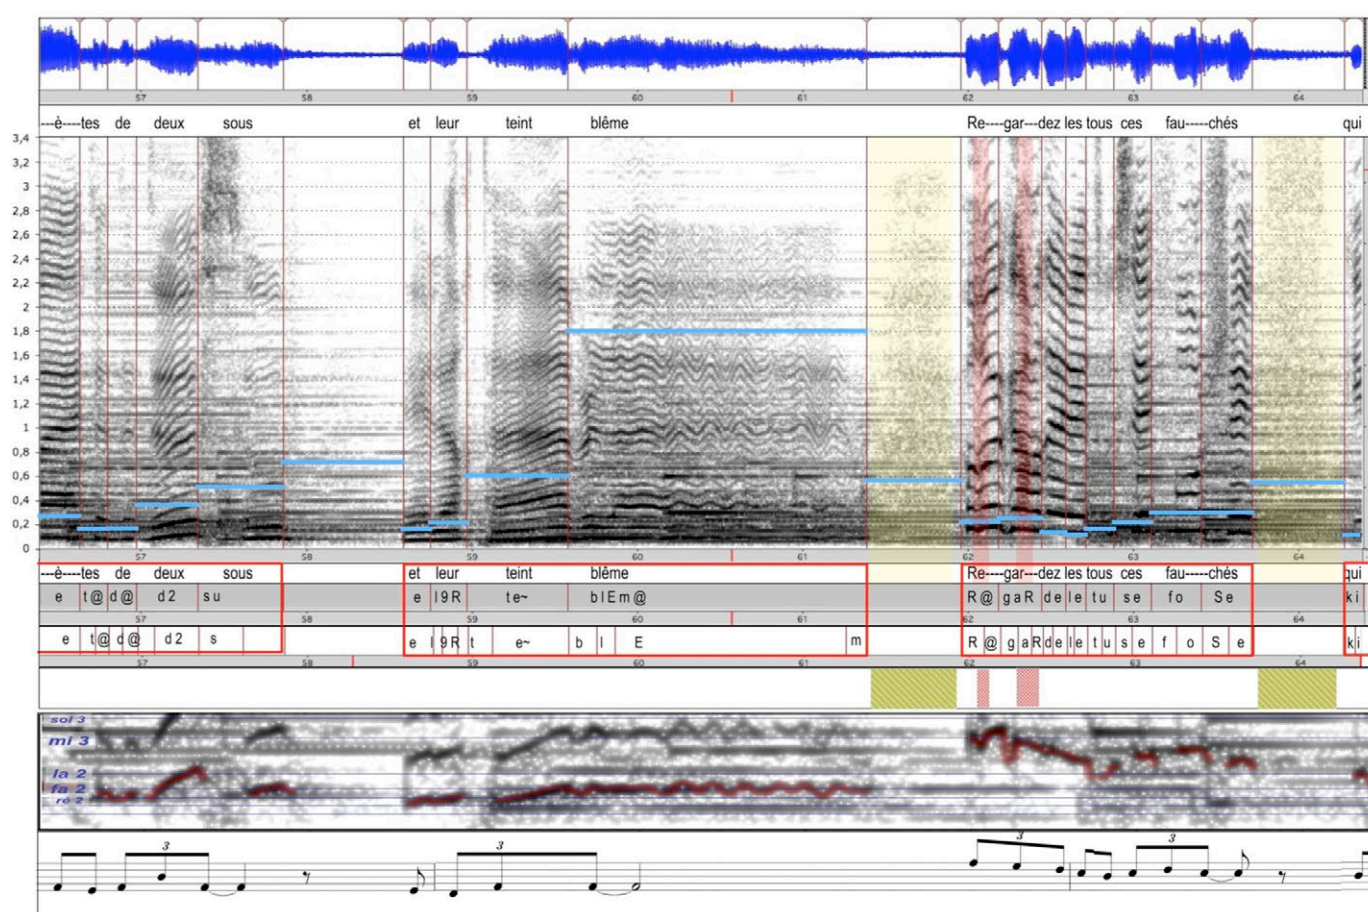 57 58 59 60 61 62 63 64
---è----tes de deux sous et leur teint blême Re----gar---dez les tous ces fau-----chés qui
3,4
3,2
3
2,8
2,6
2,4
2,2
2
1,8
1,6
1,4
1,2
1
0,8
0,6
0,4
0,2
0
57 58 59 60 61 62 63 64
---è----tes de deux sous et leur teint blême Re----gar---dez les tous ces fau-----chés qui
e t@ d@ d2 su e l9R te~ blEm@ R@ gaR de le tu se fo Se ki
57 58 59 60 61 62 63 64
e t@d@ d2 s e l9R t e~ b l E m R @ gaRdeletuse f o S e ki
57 58 59 60 61 62 63 64
sol 3
mi 3
la 2
fa 2
ré 2
3 3 3 3